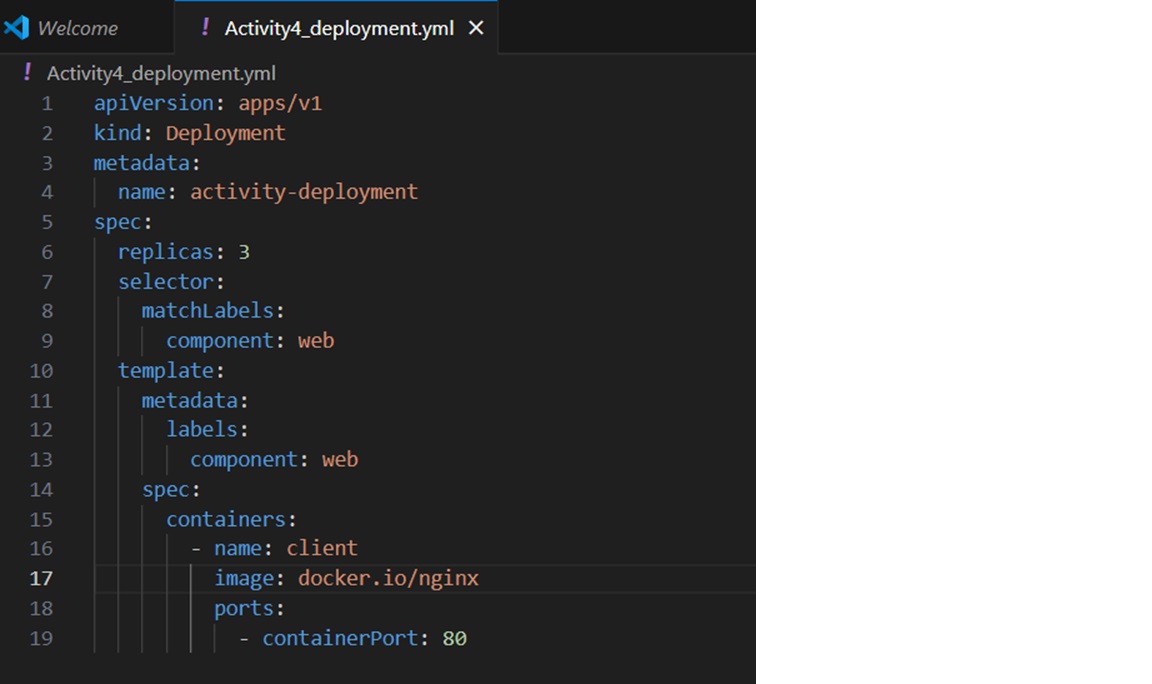 Welcome
! Activity4_deployment.yml ×
! Activity4_deployment.yml
1 apiVersion: apps/v1
2 kind: Deployment
3 metadata:
4   name: activity-deployment
5 spec:
6   replicas: 3
7   selector:
8     matchLabels:
9       component: web
10   template:
11     metadata:
12       labels:
13         component: web
14     spec:
15       containers:
16         - name: client
17           image: docker.io/nginx
18           ports:
19             - containerPort: 80